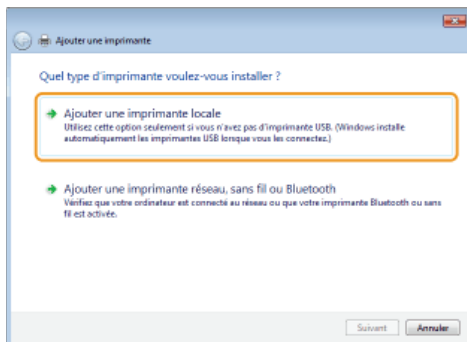 Ajouter une imprimante
Quel type d'imprimante voulez-vous installer ?
Ajouter une imprimante locale
Utilisez cette option seulement si vous n'avez pas d'imprimante USB. (Windows installe
automatiquement les imprimantes USB lorsque vous les connectez.)
Ajouter une imprimante réseau, sans fil ou Bluetooth
Vérifiez que votre ordinateur est connecté au réseau ou que votre imprimante Bluetooth ou sans
fil est activée.
Suivant Annuler